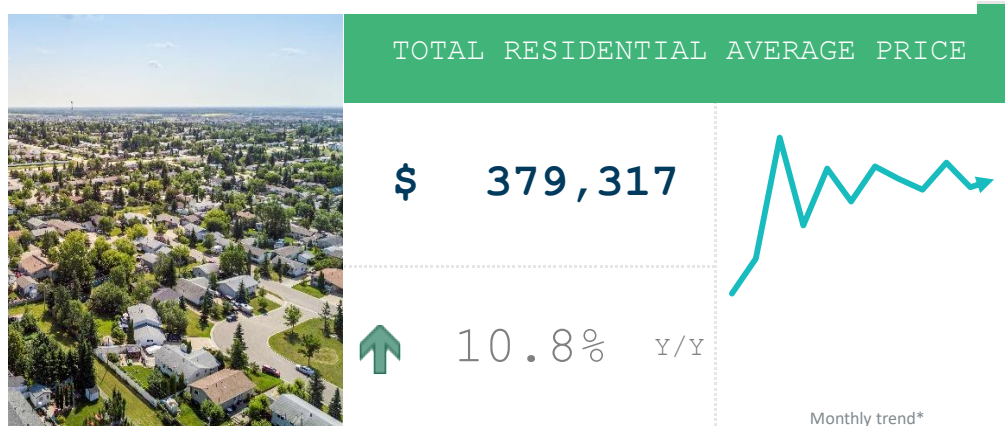 TOTAL RESIDENTIAL AVERAGE PRICE
$ 379,317
10.8% Y/Y
Monthly trend*